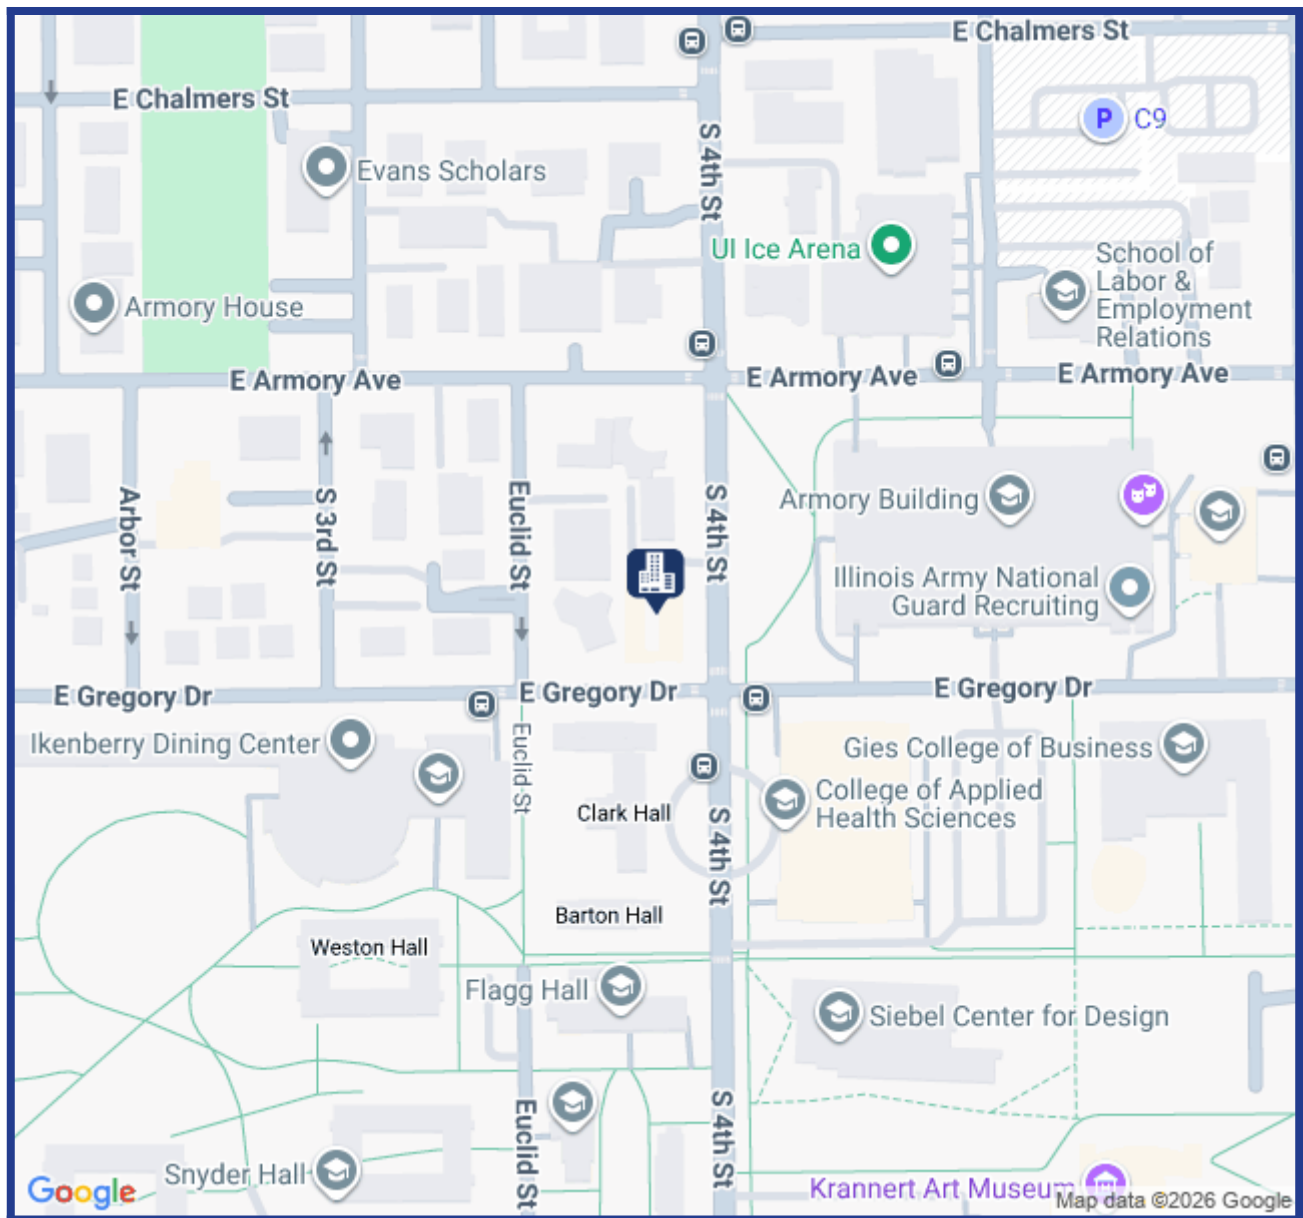 E Chalmers St
E Chalmers St
S 4th St
P C9
Evans Scholars
UI Ice Arena
School of
Labor &
Employment
Relations
Armory House
E Armory Ave
E Armory Ave
E Armory Ave
Arbor St
S 3rd St
Euclid St
S 4th St
Armory Building
Illinois Army National
Guard Recruiting
E Gregory Dr
E Gregory Dr
E Gregory Dr
Ikenberry Dining Center
Euclid St
Gies College of Business
College of Applied
Health Sciences
Clark Hall
S 4th St
Barton Hall
Weston Hall
Flagg Hall
Siebel Center for Design
Euclid St
S 4th St
Snyder Hall
Krannert Art Museum
Google
Map data ©2026 Google